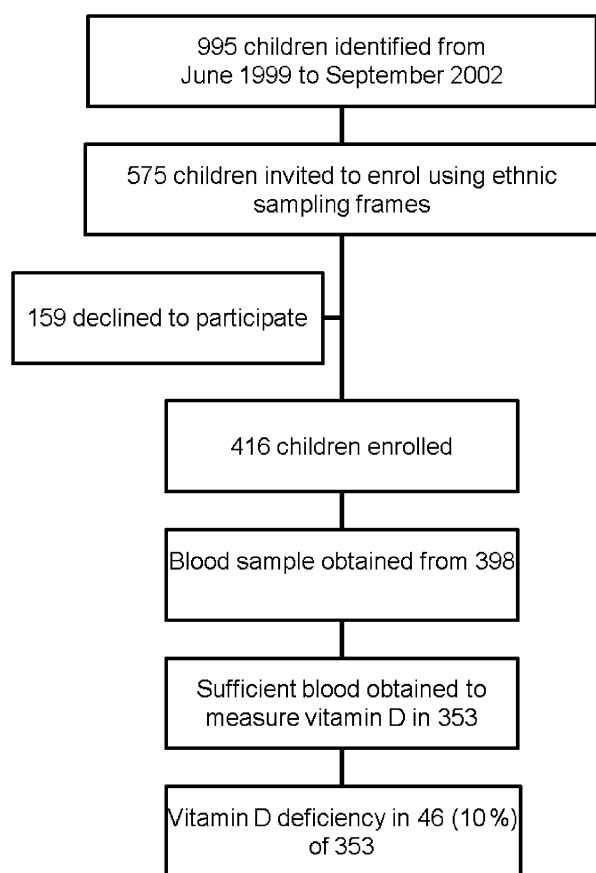 995 children identified from
June 1999 to September 2002
575 children invited to enrol using ethnic
sampling frames
159 declined to participate
416 children enrolled
Blood sample obtained from 398
Sufficient blood obtained to
measure vitamin D in 353
Vitamin D deficiency in 46 (10%)
of 353